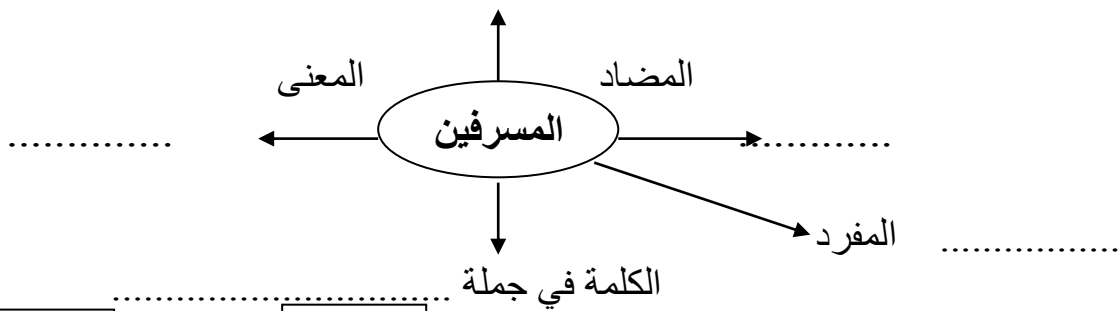 المضاد المعنى
المسرفين
............ ..............
المفرد ................
الكلمة في جملة ..............................